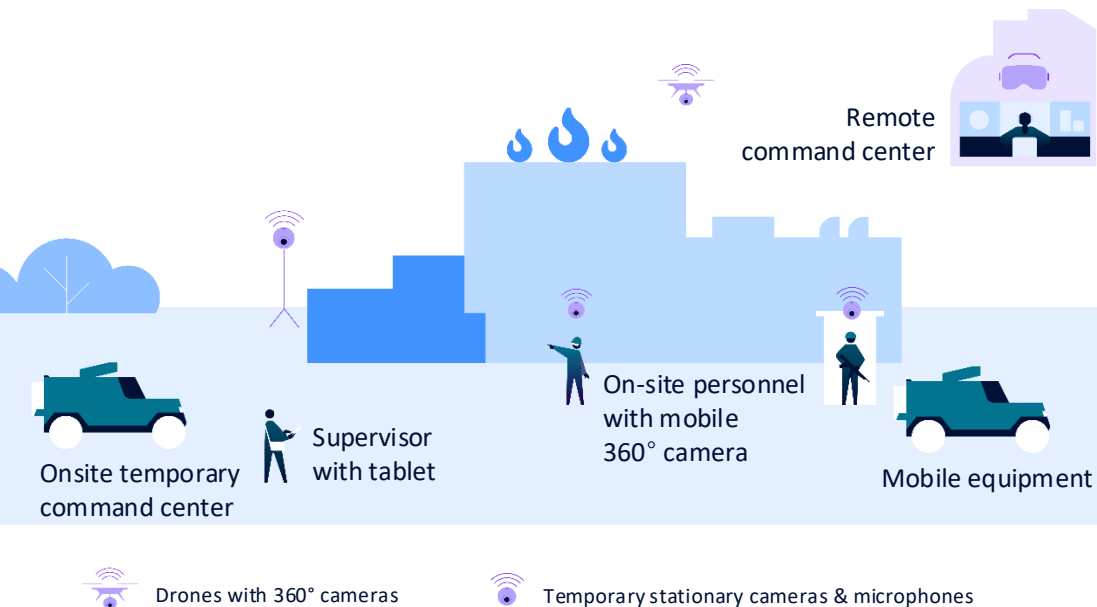 Remote
command center
On-site personnel
with mobile
360° camera
Supervisor
with tablet
Onsite temporary
command center
Mobile equipment
Drones with 360° cameras
Temporary stationary cameras & microphones